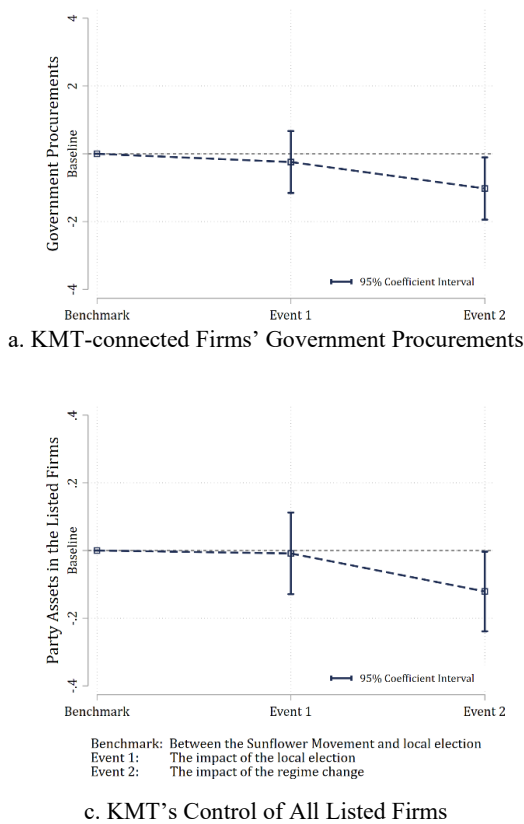 4
2
Baseline
-2
-4
Government Procurements
95% Coefficient Interval
Benchmark Event 1 Event 2
a. KMT-connected Firms’ Government Procurements
.4
.2
Baseline
-.2
-.4
Party Assets in the Listed Firms
95% Coefficient Interval
Benchmark Event 1 Event 2
Benchmark: Between the Sunflower Movement and local election
Event 1: The impact of the local election
Event 2: The impact of the regime change
c. KMT’s Control of All Listed Firms